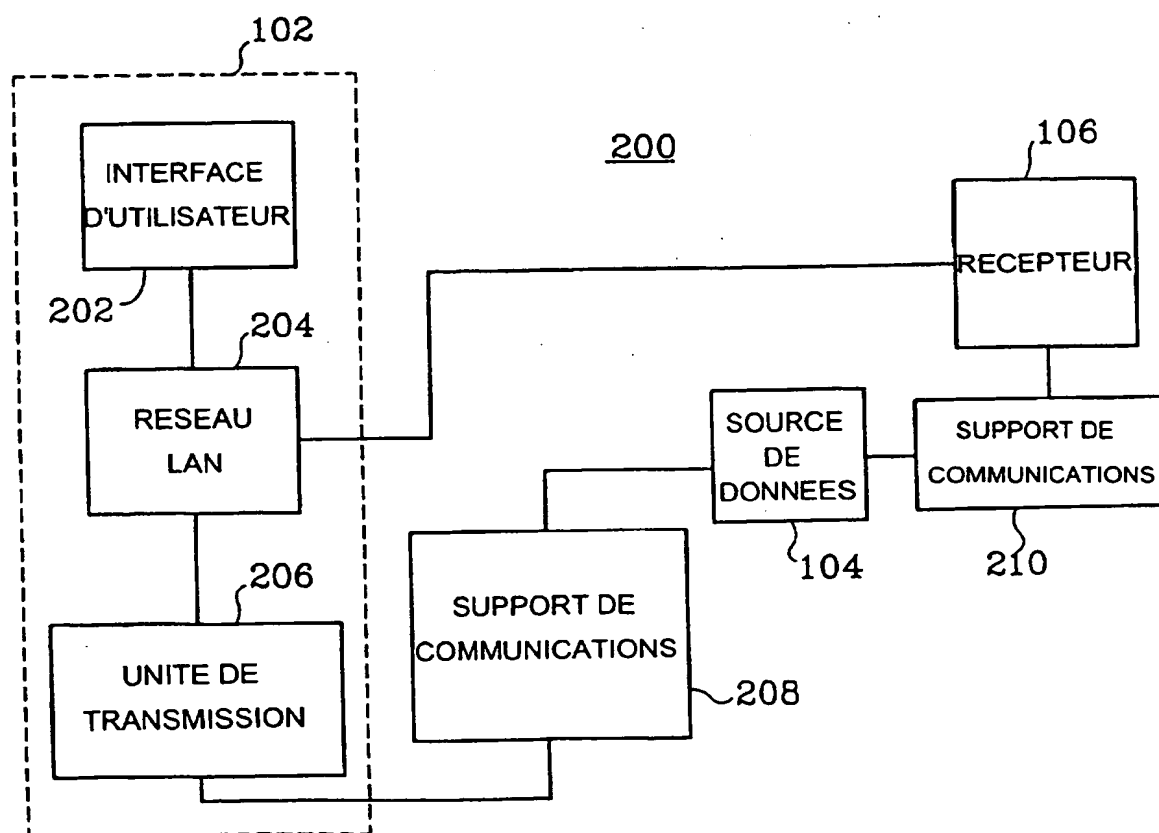 102
INTERFACE
D'UTILISATEUR
202
204
RESEAU
LAN
206
UNITE DE
TRANSMISSION
200
106
RECEPTEUR
SOURCE
DE
DONNEES
104
SUPPORT DE
COMMUNICATIONS
210
SUPPORT DE
COMMUNICATIONS
208